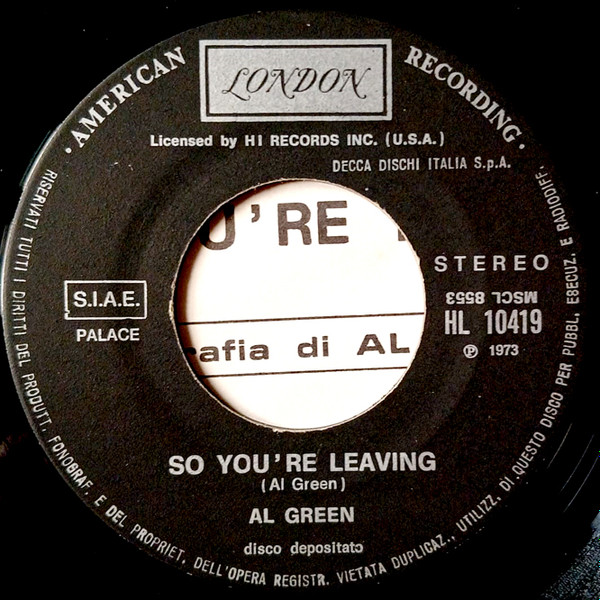 · AMERICAN RECORDING ·
LONDON
Licensed by HI RECORDS INC. (U.S.A.)
DECCA DISCHI ITALIA S.p.A.
U'RE
STEREO
MSCL 8553
HL 10419
℗ 1973
S.I.A.E.
PALACE
rafia di AL
SO YOU'RE LEAVING
(Al Green)
AL GREEN
disco depositato
RISERVATI TUTTI I DIRITTI DEL PRODUTT. FONOGRAF. E DEL PROPRIET. DELL'OPERA REGISTR. VIETATA DUPLICAZ., UTILIZZ. DI QUESTO DISCO PER PUBBL. ESECUZ. E RADIODIFF.